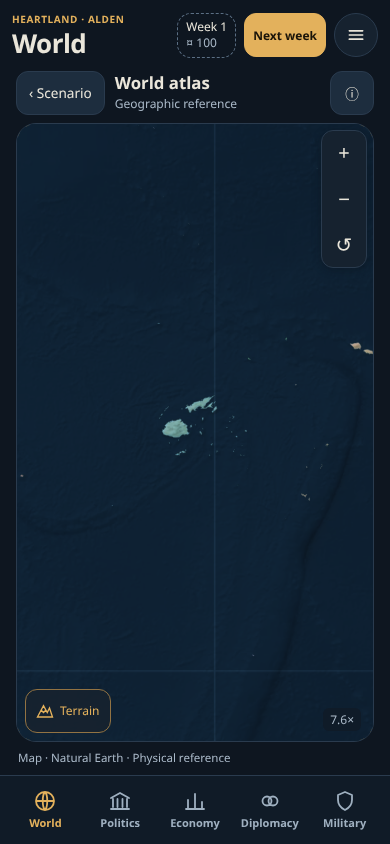 HEARTLAND · ALDEN
World
Week 1
¤ 100
Next week
‹ Scenario
World atlas
Geographic reference
+
−
↺
Terrain
7.6×
Map · Natural Earth · Physical reference
World
Politics
Economy
Diplomacy
Military